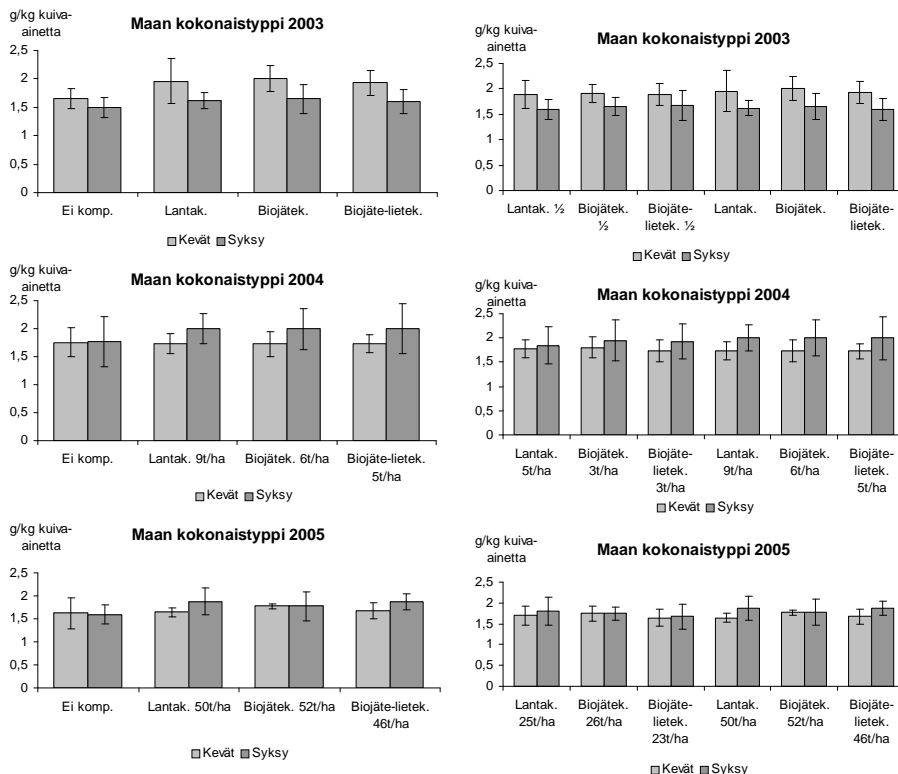 g/kg kuiva-
ainetta
Maan kokonaistyppi 2003
2,5
2
1,5
1
0,5
0
Ei komp. Lantak. Biojätek. Biojäte-lietek.
Kevät Syksy
g/kg kuiva-
ainetta
Maan kokonaistyppi 2003
2,5
2
1,5
1
0,5
0
Lantak. ½ Biojätek. Biojäte- Lantak. Biojätek. Biojäte-
½ lietek. ½ lietek.
Kevät Syksy
g/kg kuiva-
ainetta
Maan kokonaistyppi 2004
2,5
2
1,5
1
0,5
0
Ei komp. Lantak. 9t/ha Biojätek. 6t/ha Biojäte-lietek.
5t/ha
Kevät Syksy
g/kg kuiva-
ainetta
Maan kokonaistyppi 2004
2,5
2
1,5
1
0,5
0
Lantak. Biojätek. Biojäte- Lantak. Biojätek. Biojäte-
5t/ha 3t/ha lietek. 9t/ha 6t/ha lietek.
3t/ha 5t/ha
Kevät Syksy
g/kg kuiva-
ainetta
Maan kokonaistyppi 2005
2,5
2
1,5
1
0,5
0
Ei komp. Lantak. 50t/ha Biojätek. 52t/ha Biojäte-lietek.
46t/ha
Kevät Syksy
g/kg kuiva-
ainetta
Maan kokonaistyppi 2005
2,5
2
1,5
1
0,5
0
Lantak. Biojätek. Biojäte- Lantak. Biojätek. Biojäte-
25t/ha 26t/ha lietek. 50t/ha 52t/ha lietek.
23t/ha 46t/ha
Kevät Syksy